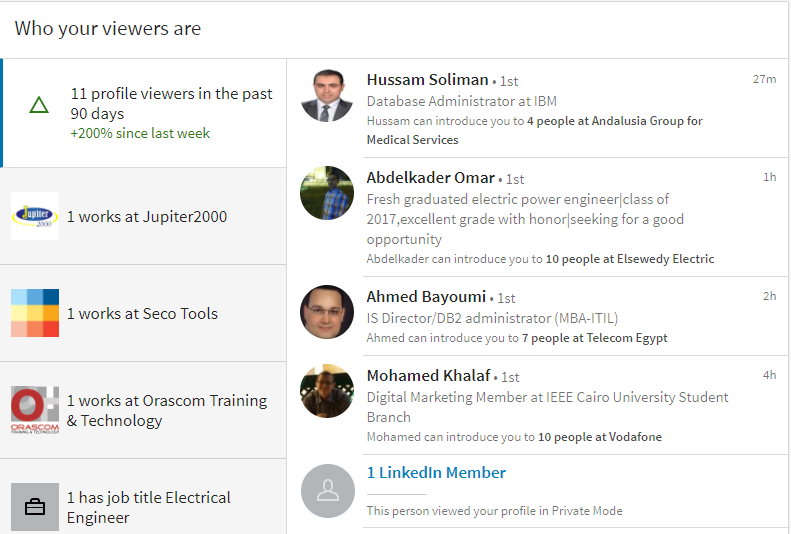 Who your viewers are
11 profile viewers in the past
90 days
+200% since last week
Jupiter
2000
1 works at Jupiter2000
1 works at Seco Tools
ORASCOM
TRAINING & TECHNOLOGY
1 works at Orascom Training
& Technology
1 has job title Electrical
Engineer
Hussam Soliman • 1st
27m
Database Administrator at IBM
Hussam can introduce you to 4 people at Andalusia Group for
Medical Services
Abdelkader Omar • 1st
1h
Fresh graduated electric power engineer|class of
2017,excellent grade with honor|seeking for a good
opportunity
Abdelkader can introduce you to 10 people at Elsewedy Electric
Ahmed Bayoumi • 1st
2h
IS Director/DB2 administrator (MBA-ITIL)
Ahmed can introduce you to 7 people at Telecom Egypt
Mohamed Khalaf • 1st
4h
Digital Marketing Member at IEEE Cairo University Student
Branch
Mohamed can introduce you to 10 people at Vodafone
1 LinkedIn Member
This person viewed your profile in Private Mode